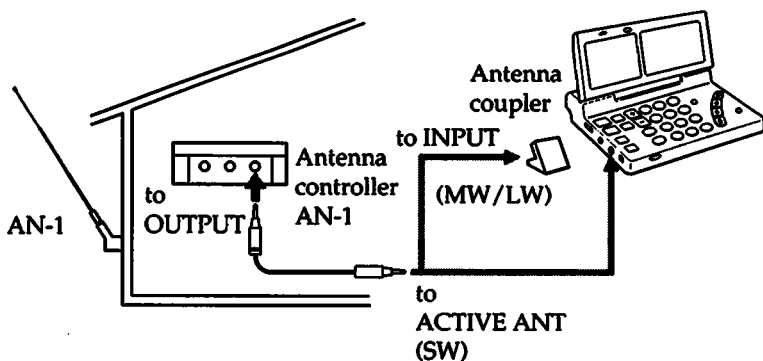 Antenna
coupler
to INPUT
(MW/LW)
Antenna
controller
AN-1
to
OUTPUT
AN-1
to
ACTIVE ANT
(SW)